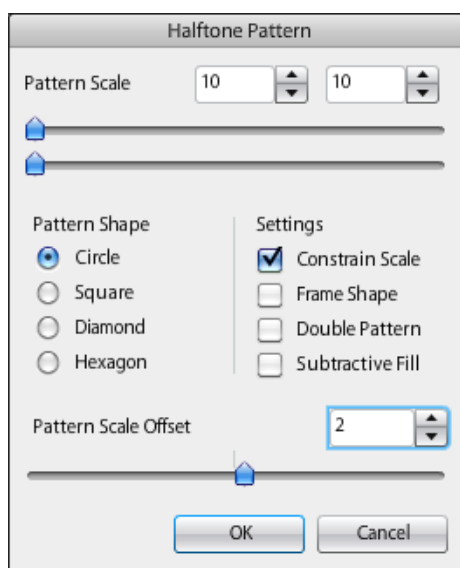 Halftone Pattern
Pattern Scale 10 10
Pattern Shape
Circle
Square
Diamond
Hexagon
Settings
Constrain Scale
Frame Shape
Double Pattern
Subtractive Fill
Pattern Scale Offset 2
OK Cancel